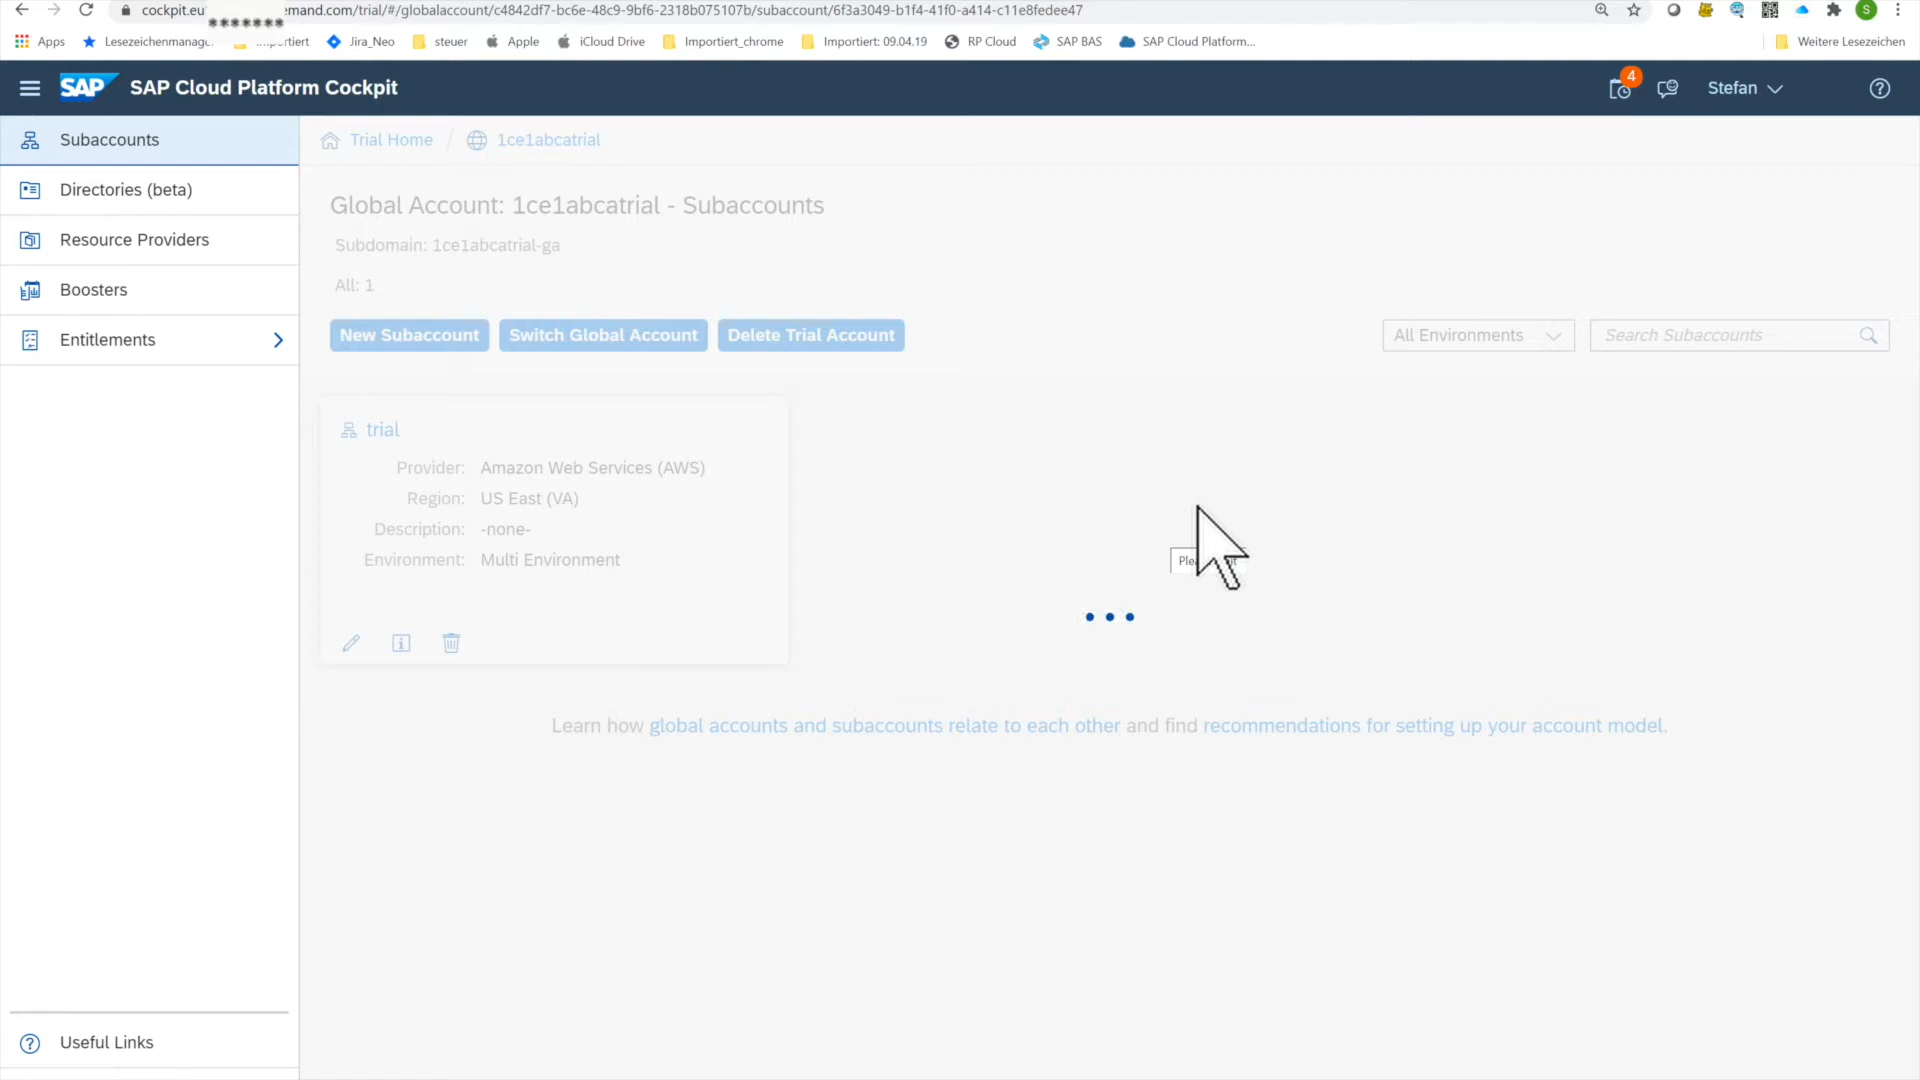 cockpit.eu
*******
emand.com/trial/#/globalaccount/c4842df7-bc6e-48c9-9bf6-2318b075107b/subaccount/6f3a3049-b1f4-41f0-a414-c11e8fedee47
S
Apps
Lesezeichenmanage
Importiert
Jira_Neo
steuer
Apple
iCloud Drive
Importiert_chrome
Importiert: 09.04.19
RP Cloud
SAP BAS
SAP Cloud Platform...
Weitere Lesezeichen
SAP
SAP Cloud Platform Cockpit
4
Stefan
Subaccounts
Directories (beta)
Resource Providers
Boosters
Entitlements
Useful Links
Trial Home / 1ce1abcatrial
Global Account: 1ce1abcatrial - Subaccounts
Subdomain: 1ce1abcatrial-ga
All: 1
New Subaccount
Switch Global Account
Delete Trial Account
All Environments
Search Subaccounts
trial
Provider: Amazon Web Services (AWS)
Region: US East (VA)
Description: -none-
Environment: Multi Environment
Learn how global accounts and subaccounts relate to each other and find recommendations for setting up your account model.